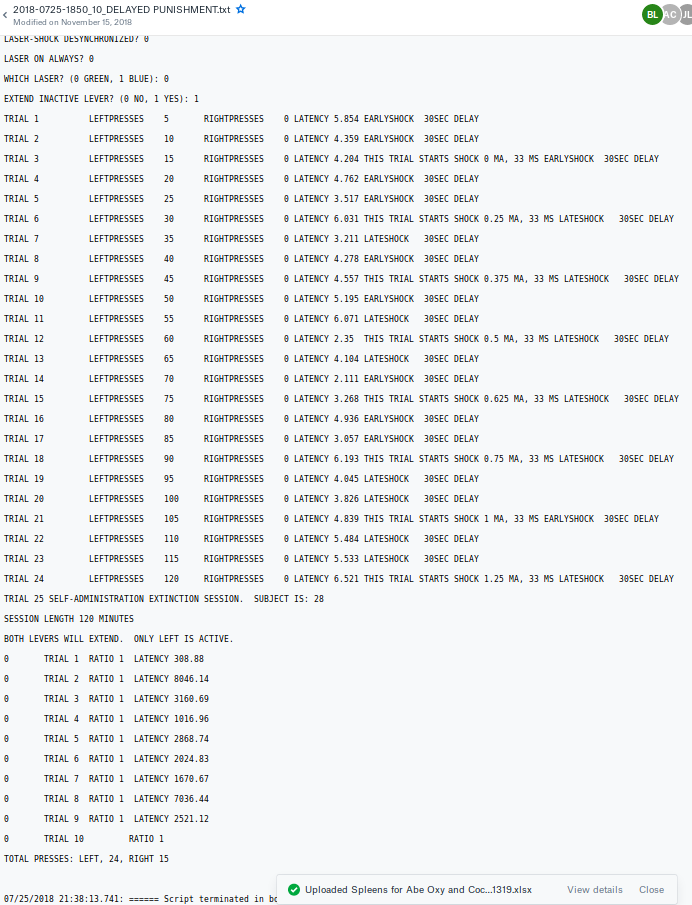 2018-0725-1850_10_DELAYED PUNISHMENT.txt
Modified on November 15, 2018
BL AC JL
LASER-SHOCK DESYNCHRONIZED? 0
LASER ON ALWAYS? 0
WHICH LASER? (0 GREEN, 1 BLUE): 0
EXTEND INACTIVE LEVER? (0 NO, 1 YES): 1
TRIAL 1 LEFTPRESSES 5 RIGHTPRESSES 0 LATENCY 5.854 EARLYSHOCK 30SEC DELAY
TRIAL 2 LEFTPRESSES 10 RIGHTPRESSES 0 LATENCY 4.359 EARLYSHOCK 30SEC DELAY
TRIAL 3 LEFTPRESSES 15 RIGHTPRESSES 0 LATENCY 4.204 THIS TRIAL STARTS SHOCK 0 MA, 33 MS EARLYSHOCK 30SEC DELAY
TRIAL 4 LEFTPRESSES 20 RIGHTPRESSES 0 LATENCY 4.762 EARLYSHOCK 30SEC DELAY
TRIAL 5 LEFTPRESSES 25 RIGHTPRESSES 0 LATENCY 3.517 EARLYSHOCK 30SEC DELAY
TRIAL 6 LEFTPRESSES 30 RIGHTPRESSES 0 LATENCY 6.031 THIS TRIAL STARTS SHOCK 0.25 MA, 33 MS LATESHOCK 30SEC DELAY
TRIAL 7 LEFTPRESSES 35 RIGHTPRESSES 0 LATENCY 3.211 LATESHOCK 30SEC DELAY
TRIAL 8 LEFTPRESSES 40 RIGHTPRESSES 0 LATENCY 4.278 EARLYSHOCK 30SEC DELAY
TRIAL 9 LEFTPRESSES 45 RIGHTPRESSES 0 LATENCY 4.557 THIS TRIAL STARTS SHOCK 0.375 MA, 33 MS LATESHOCK 30SEC DELAY
TRIAL 10 LEFTPRESSES 50 RIGHTPRESSES 0 LATENCY 5.195 EARLYSHOCK 30SEC DELAY
TRIAL 11 LEFTPRESSES 55 RIGHTPRESSES 0 LATENCY 6.071 LATESHOCK 30SEC DELAY
TRIAL 12 LEFTPRESSES 60 RIGHTPRESSES 0 LATENCY 2.35 THIS TRIAL STARTS SHOCK 0.5 MA, 33 MS LATESHOCK 30SEC DELAY
TRIAL 13 LEFTPRESSES 65 RIGHTPRESSES 0 LATENCY 4.104 LATESHOCK 30SEC DELAY
TRIAL 14 LEFTPRESSES 70 RIGHTPRESSES 0 LATENCY 2.111 EARLYSHOCK 30SEC DELAY
TRIAL 15 LEFTPRESSES 75 RIGHTPRESSES 0 LATENCY 3.268 THIS TRIAL STARTS SHOCK 0.625 MA, 33 MS LATESHOCK 30SEC DELAY
TRIAL 16 LEFTPRESSES 80 RIGHTPRESSES 0 LATENCY 4.936 EARLYSHOCK 30SEC DELAY
TRIAL 17 LEFTPRESSES 85 RIGHTPRESSES 0 LATENCY 3.057 EARLYSHOCK 30SEC DELAY
TRIAL 18 LEFTPRESSES 90 RIGHTPRESSES 0 LATENCY 6.193 THIS TRIAL STARTS SHOCK 0.75 MA, 33 MS LATESHOCK 30SEC DELAY
TRIAL 19 LEFTPRESSES 95 RIGHTPRESSES 0 LATENCY 4.045 LATESHOCK 30SEC DELAY
TRIAL 20 LEFTPRESSES 100 RIGHTPRESSES 0 LATENCY 3.826 LATESHOCK 30SEC DELAY
TRIAL 21 LEFTPRESSES 105 RIGHTPRESSES 0 LATENCY 4.839 THIS TRIAL STARTS SHOCK 1 MA, 33 MS EARLYSHOCK 30SEC DELAY
TRIAL 22 LEFTPRESSES 110 RIGHTPRESSES 0 LATENCY 5.484 LATESHOCK 30SEC DELAY
TRIAL 23 LEFTPRESSES 115 RIGHTPRESSES 0 LATENCY 5.533 LATESHOCK 30SEC DELAY
TRIAL 24 LEFTPRESSES 120 RIGHTPRESSES 0 LATENCY 6.521 THIS TRIAL STARTS SHOCK 1.25 MA, 33 MS LATESHOCK 30SEC DELAY
TRIAL 25 SELF-ADMINISTRATION EXTINCTION SESSION. SUBJECT IS: 28
SESSION LENGTH 120 MINUTES
BOTH LEVERS WILL EXTEND. ONLY LEFT IS ACTIVE.
0 TRIAL 1 RATIO 1 LATENCY 308.88
0 TRIAL 2 RATIO 1 LATENCY 8046.14
0 TRIAL 3 RATIO 1 LATENCY 3160.69
0 TRIAL 4 RATIO 1 LATENCY 1016.96
0 TRIAL 5 RATIO 1 LATENCY 2868.74
0 TRIAL 6 RATIO 1 LATENCY 2024.83
0 TRIAL 7 RATIO 1 LATENCY 1670.67
0 TRIAL 8 RATIO 1 LATENCY 7036.44
0 TRIAL 9 RATIO 1 LATENCY 2521.12
0 TRIAL 10 RATIO 1
TOTAL PRESSES: LEFT, 24, RIGHT 15
Uploaded Spleens for Abe Oxy and Coc...1319.xlsx View details Close
07/25/2018 21:38:13.741: ====== Script terminated in